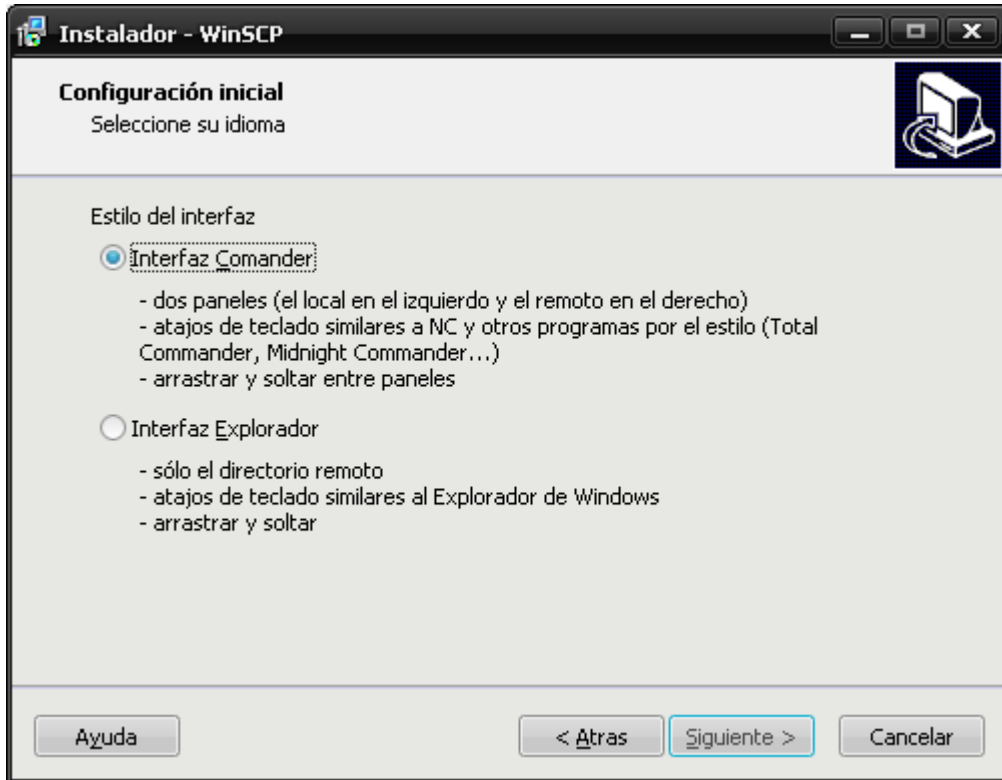 Instalador - WinSCP
Configuración inicial
Seleccione su idioma
Estilo del interfaz
Interfaz Comander
- dos paneles (el local en el izquierdo y el remoto en el derecho)
- atajos de teclado similares a NC y otros programas por el estilo (Total
Commander, Midnight Commander...)
- arrastrar y soltar entre paneles
Interfaz Explorador
- sólo el directorio remoto
- atajos de teclado similares al Explorador de Windows
- arrastrar y soltar
Ayuda
< Atras
Siguiente >
Cancelar